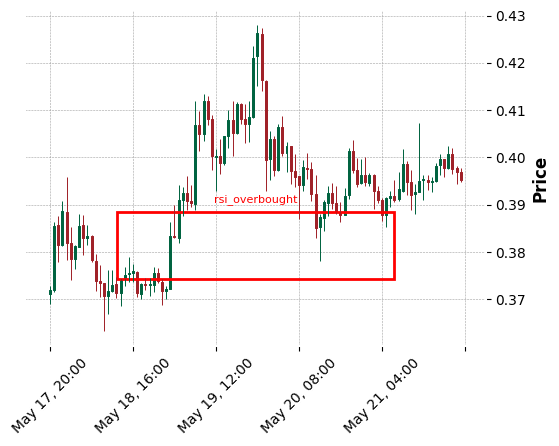 0.43
0.42
0.41
0.40
rsi_overbought
0.39
0.38
0.37
Price
May 17, 20:00
May 18, 16:00
May 19, 12:00
May 20, 08:00
May 21, 04:00